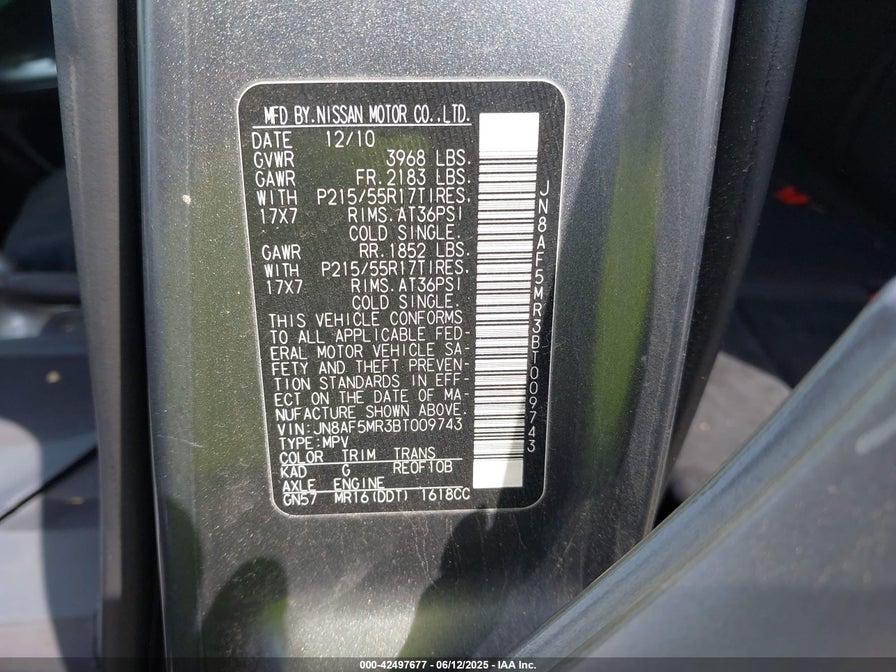 MFD BY.NISSAN MOTOR CO.,LTD.
DATE 12/10
GVWR 3968 LBS.
GAWR FR.2183 LBS.
WITH P215/55R17TIRES.
17X7 RIMS.AT36PSI
COLD SINGLE.
GAWR RR.1852 LBS.
WITH P215/55R17TIRES.
17X7 RIMS.AT36PSI
COLD SINGLE.
THIS VEHICLE CONFORMS
TO ALL APPLICABLE FED-
ERAL MOTOR VEHICLE SA-
FETY AND THEFT PREVEN-
TION STANDARDS IN EFF-
ECT ON THE DATE OF MA-
NUFACTURE SHOWN ABOVE.
VIN:JN8AF5MR3BT009743
TYPE:MPV
COLOR TRIM TRANS
KAD G RE0F10B
AXLE ENGINE
GN57 MR16(DDT) 1618CC
JN8AF5MR3BT009743
000-42497677 - 06/12/2025 - IAA Inc.